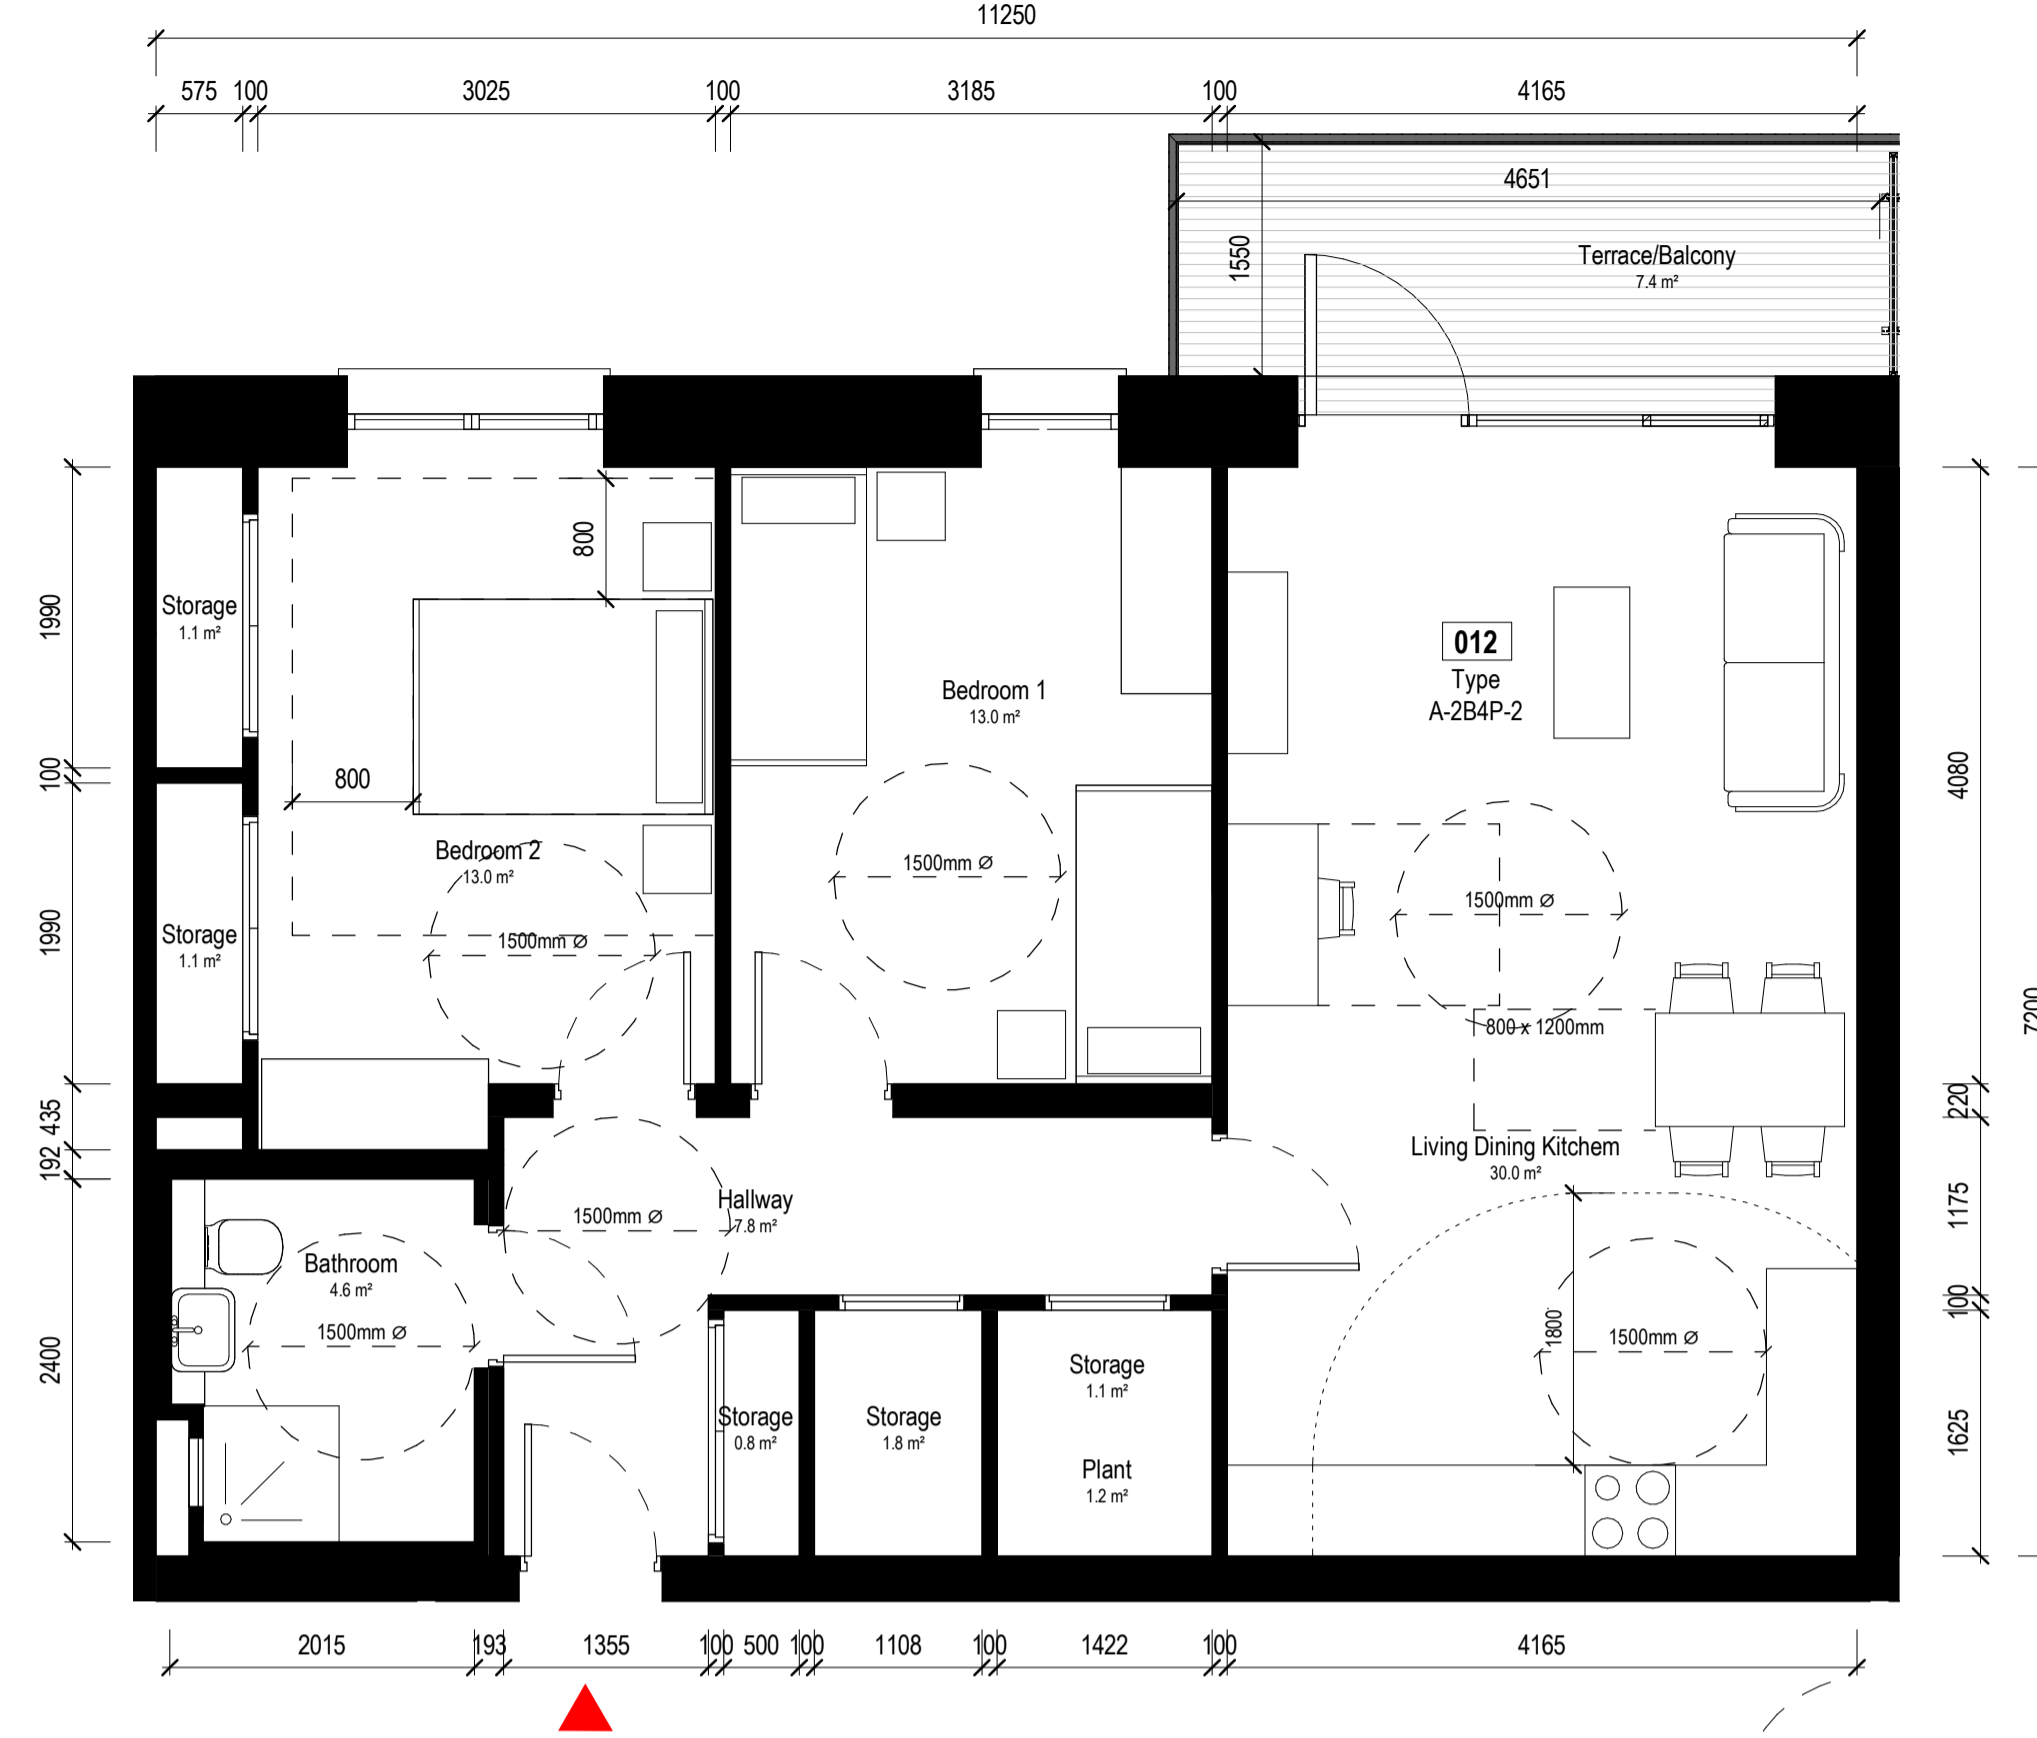 11250
575 100 3025 100 3185 100 4165
4651
1550
Terrace/Balcony
7.4 m²
800
Storage
1.1 m²
1990
012
Type
A-2B4P-2
Bedroom 1
13.0 m²
100
800
4080
Bedroom 2
13.0 m²
1500mm ⌀
1500mm ⌀
Storage
1.1 m²
1990
1500mm ⌀
7200
800 x 1200mm
435
220
192
Living Dining Kitchem
30.0 m²
Hallway
7.8 m²
1500mm ⌀
1175
Bathroom
4.6 m²
1500mm ⌀
100
1800
1500mm ⌀
2400
Storage
1.1 m²
Storage
0.8 m²
Storage
1.8 m²
1625
Plant
1.2 m²
2015 193 1355 100 500 100 1108 100 1422 100 4165